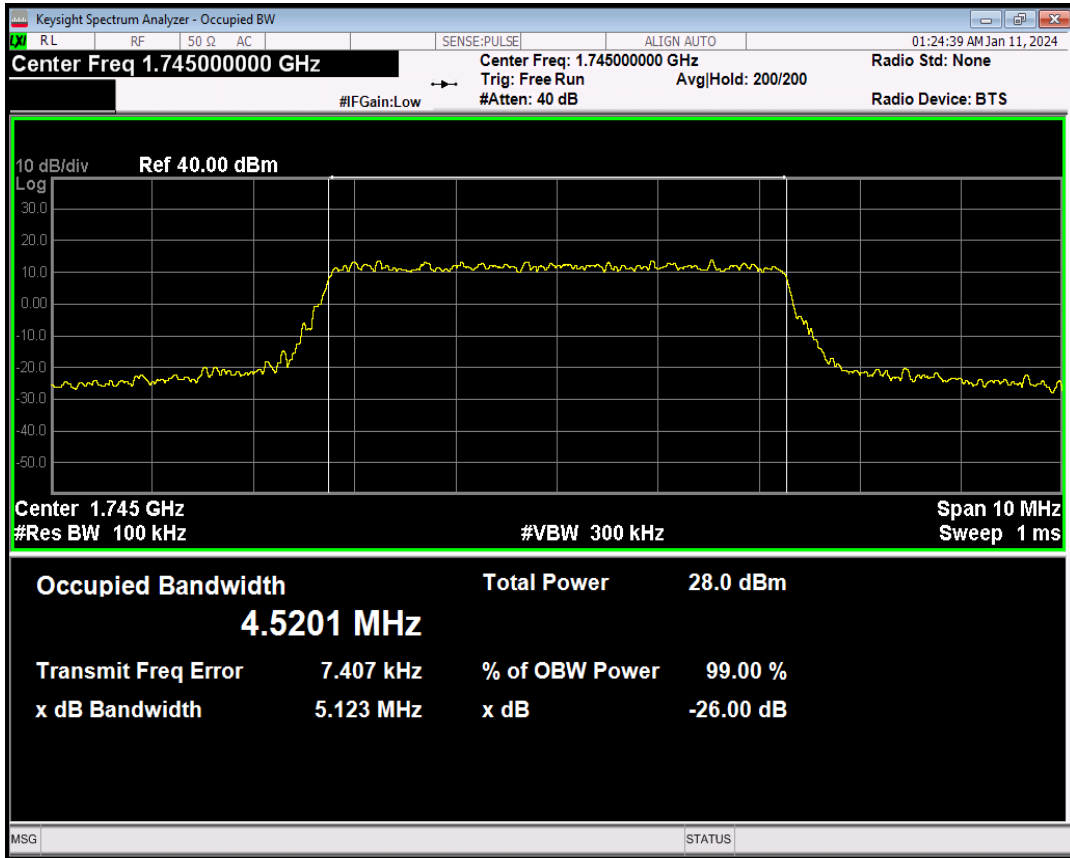 Keysight Spectrum Analyzer - Occupied BW
LXI RL RF 50 Ω AC SENSE:PULSE ALIGN AUTO 01:24:39 AM Jan 11, 2024
Center Freq 1.745000000 GHz
Center Freq: 1.745000000 GHz
Radio Std: None
Trig: Free Run
Avg|Hold: 200/200
#IFGain:Low
#Atten: 40 dB
Radio Device: BTS
10 dB/div Ref 40.00 dBm
Log
30.0
20.0
10.0
0.00
-10.0
-20.0
-30.0
-40.0
-50.0
Center 1.745 GHz Span 10 MHz
#Res BW 100 kHz #VBW 300 kHz Sweep 1 ms
Occupied Bandwidth Total Power 28.0 dBm
4.5201 MHz
Transmit Freq Error 7.407 kHz % of OBW Power 99.00 %
x dB Bandwidth 5.123 MHz x dB -26.00 dB
MSG STATUS